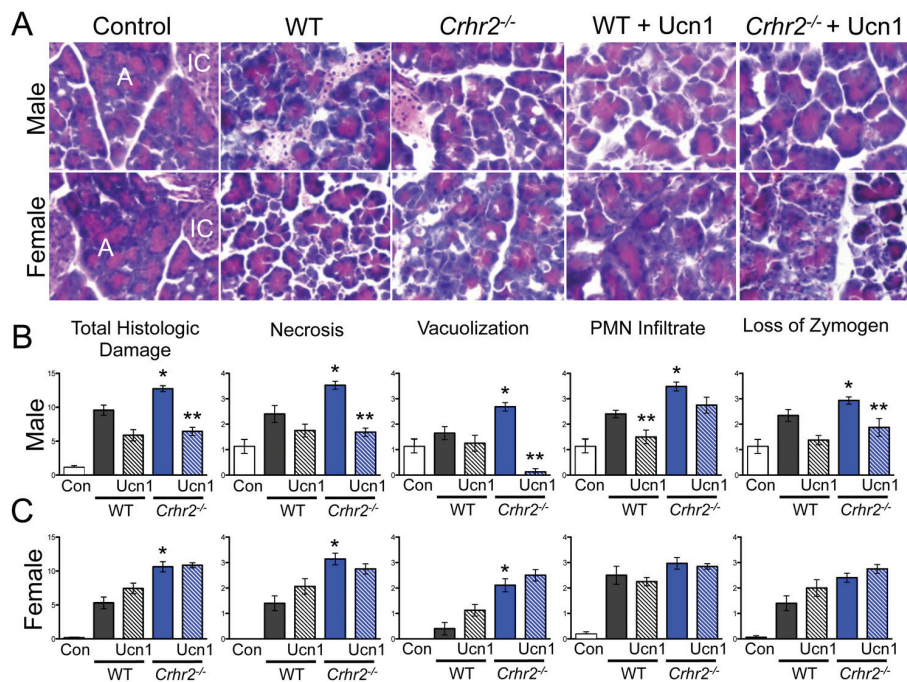 A
Control
WT
Crhr2-/-
WT + Ucn1
Crhr2-/- + Ucn1
Male
A
IC
Female
A
IC
B
Total Histologic
Damage
Necrosis
Vacuolization
PMN Infiltrate
Loss of Zymogen
Male
15
10
5
0
*
**
Con
Ucn1
Ucn1
WT
Crhr2-/-
4
3
2
1
0
*
**
Con
Ucn1
Ucn1
WT
Crhr2-/-
4
3
2
1
0
*
**
Con
Ucn1
Ucn1
WT
Crhr2-/-
4
3
2
1
0
**
*
Con
Ucn1
Ucn1
WT
Crhr2-/-
4
3
2
1
0
*
**
Con
Ucn1
Ucn1
WT
Crhr2-/-
C
Female
15
10
5
0
*
Con
Ucn1
Ucn1
WT
Crhr2-/-
4
3
2
1
0
*
Con
Ucn1
Ucn1
WT
Crhr2-/-
4
3
2
1
0
*
Con
Ucn1
Ucn1
WT
Crhr2-/-
4
3
2
1
0
Con
Ucn1
Ucn1
WT
Crhr2-/-
4
3
2
1
0
Con
Ucn1
Ucn1
WT
Crhr2-/-